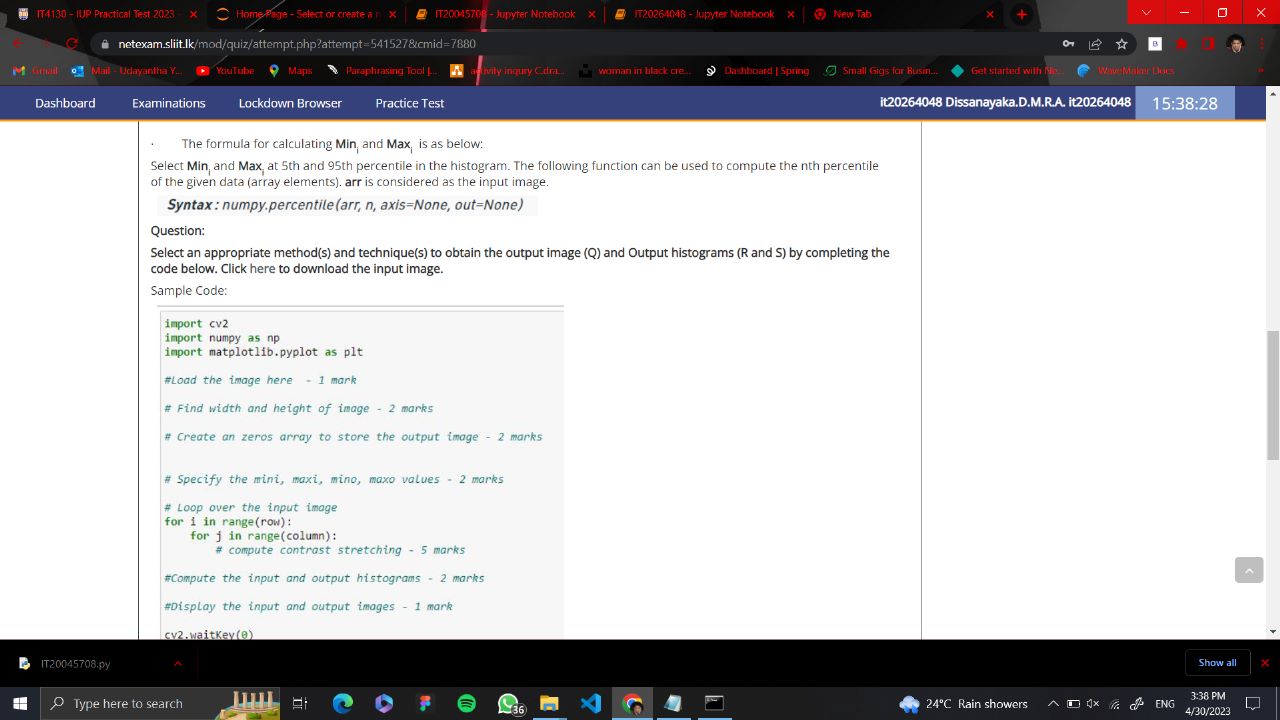 IT4130 - IUP Practical Test 2023 -
Home Page - Select or create a n
IT20045708 - Jupyter Notebook
IT20264048 - Jupyter Notebook
New Tab
netexam.sliit.lk/mod/quiz/attempt.php?attempt=541527&cmid=7880
Gmail
Mail - Udayantha Y...
YouTube
Maps
Paraphrasing Tool |...
activity inqury C.dra...
woman in black cre...
Dashboard | Spring
Small Gigs for Busin...
Get started with Ne...
WaveMaker Docs
Dashboard
Examinations
Lockdown Browser
Practice Test
it20264048 Dissanayaka.D.M.R.A. it20264048
15:38:28
· The formula for calculating Mini and Maxi is as below:
Select Mini and Maxi at 5th and 95th percentile in the histogram. The following function can be used to compute the nth percentile
of the given data (array elements). arr is considered as the input image.
Syntax : numpy.percentile(arr, n, axis=None, out=None)
Question:
Select an appropriate method(s) and technique(s) to obtain the output image (Q) and Output histograms (R and S) by completing the
code below. Click here to download the input image.
Sample Code:
import cv2
import numpy as np
import matplotlib.pyplot as plt
#Load the image here - 1 mark
# Find width and height of image - 2 marks
# Create an zeros array to store the output image - 2 marks
# Specify the mini, maxi, mino, maxo values - 2 marks
# Loop over the input image
for i in range(row):
for j in range(column):
# compute contrast stretching - 5 marks
#Compute the input and output histograms - 2 marks
#Display the input and output images - 1 mark
cv2.waitKey(0)
IT20045708.py
Show all
Type here to search
36
24°C Rain showers
ENG
3:38 PM
4/30/2023